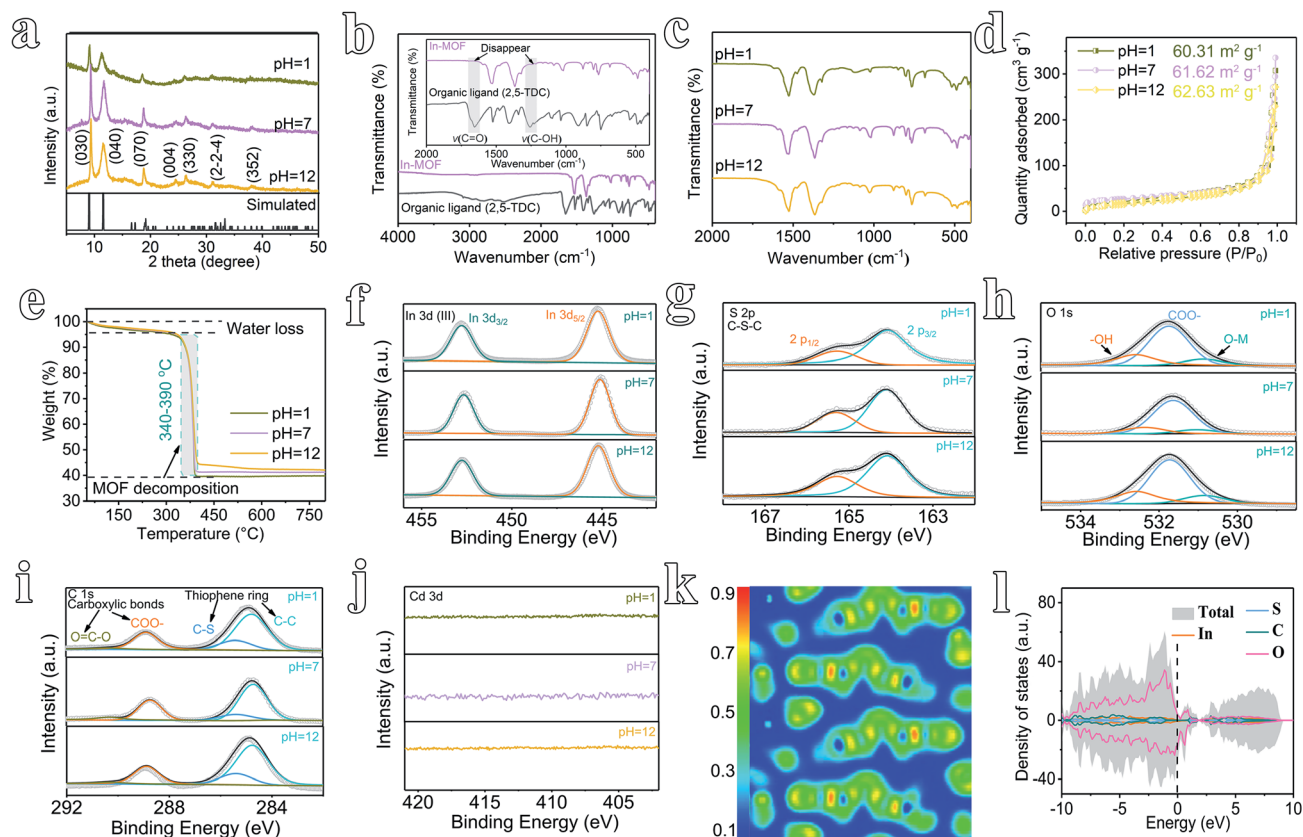 a
Intensity (a.u.)
pH=1
pH=7
(030)
(040)
(070)
(004)
(330)
(2-2-4)
(352)
pH=12
Simulated
10 20 30 40 50
2 theta (degree)
b
Transmittance (%)
In-MOF
Disappear
Transmittance (%)
Organic ligand (2,5-TDC)
ν(C=O)
ν(C-OH)
2000 1500 1000 500
Wavenumber (cm-1)
In-MOF
Organic ligand (2,5-TDC)
4000 3000 2000 1000
Wavenumber (cm-1)
c
Transmittance (%)
pH=1
pH=7
pH=12
2000 1500 1000 500
Wavenumber (cm-1)
d
Quantity adsorbed (cm3 g-1)
400
300
200
100
0
pH=1 60.31 m2 g-1
pH=7 61.62 m2 g-1
pH=12 62.63 m2 g-1
0.0 0.2 0.4 0.6 0.8 1.0
Relative pressure (P/P0)
e
Weight (%)
100
90
80
70
60
50
40
30
Water loss
340-390 oC
pH=1
pH=7
pH=12
MOF decomposition
150 300 450 600 750
Temperature (°C)
f
Intensity (a.u.)
In 3d (III)
In 3d3/2
In 3d5/2
pH=1
pH=7
pH=12
455 450 445
Binding Energy (eV)
g
Intensity (a.u.)
S 2p
C-S-C
2 p1/2
2 p3/2
pH=1
pH=7
pH=12
167 165 163
Binding Energy (eV)
h
Intensity (a.u.)
O 1s
COO-
pH=1
-OH
O-M
pH=7
pH=12
534 532 530
Binding Energy (eV)
i
Intensity (a.u.)
C 1s
Carboxylic bonds
Thiophene ring
pH=1
O=C-O
COO-
C-S
C-C
pH=7
pH=12
292 288 284
Binding Energy (eV)
j
Intensity (a.u.)
Cd 3d
pH=1
pH=7
pH=12
420 415 410 405
Binding Energy (eV)
k
0.9
0.7
0.5
0.3
0.1
l
Density of states (a.u.)
80
40
0
-40
Total
In
S
C
O
-10 -5 0 5 10
Energy (eV)